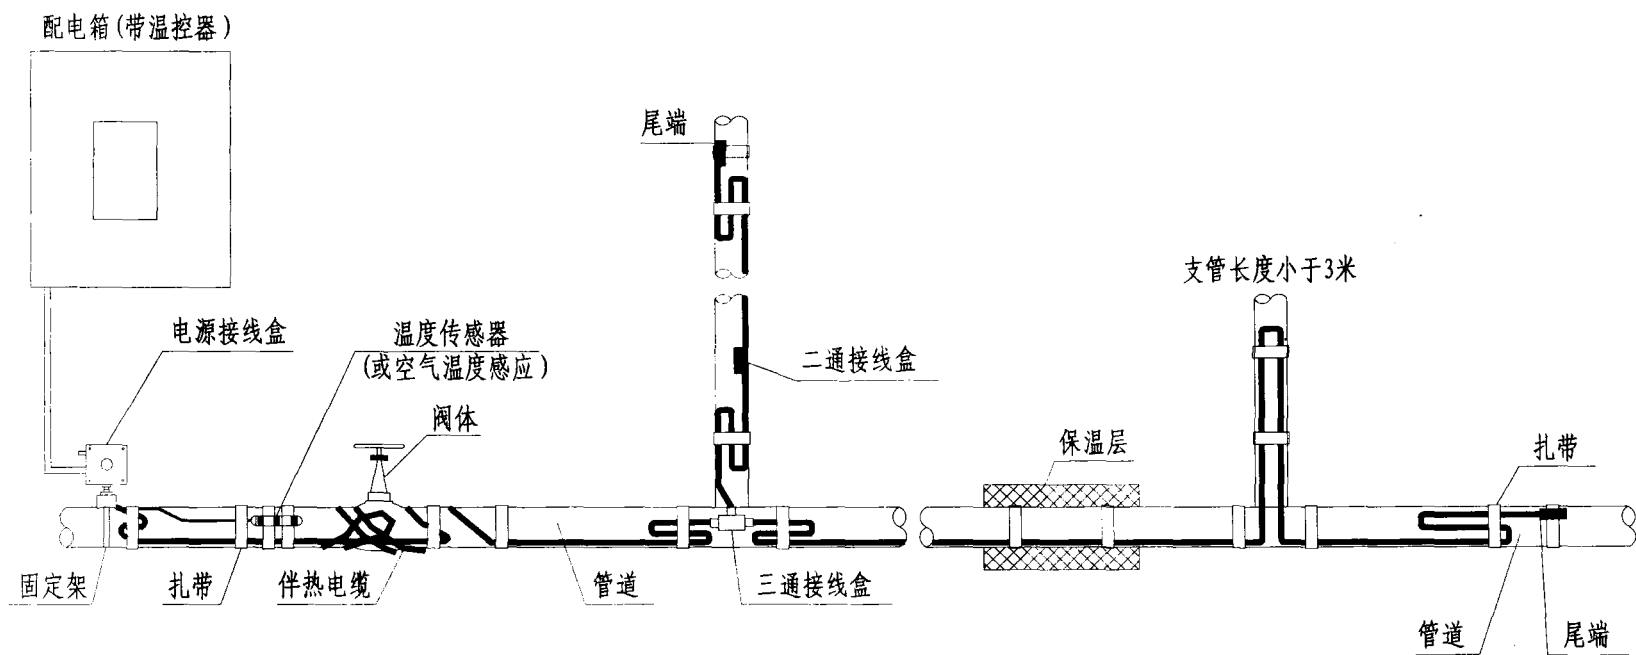 配电箱(带温控器)
尾端
支管长度小于3米
电源接线盒
温度传感器
(或空气温度感应)
二通接线盒
阀体
保温层
扎带
固定架
扎带
伴热电缆
管道
三通接线盒
管道
尾端